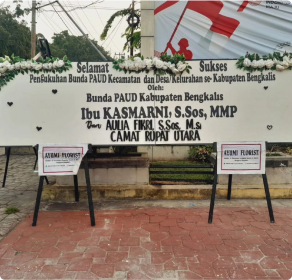 Selamat Sukses
Pengukuhan Bunda PAUD Kecamatan dan Desa/Kelurahan se-Kabupaten Bengkalis
Oleh:
Bunda PAUD Kabupaten Bengkalis
Ibu KASMARNI, S.Sos, MMP
Dari: AULIA FIKRI, S.Sos, M.Si
CAMAT RUPAT UTARA
AYUMI FLORIST
AYUMI FLORIST